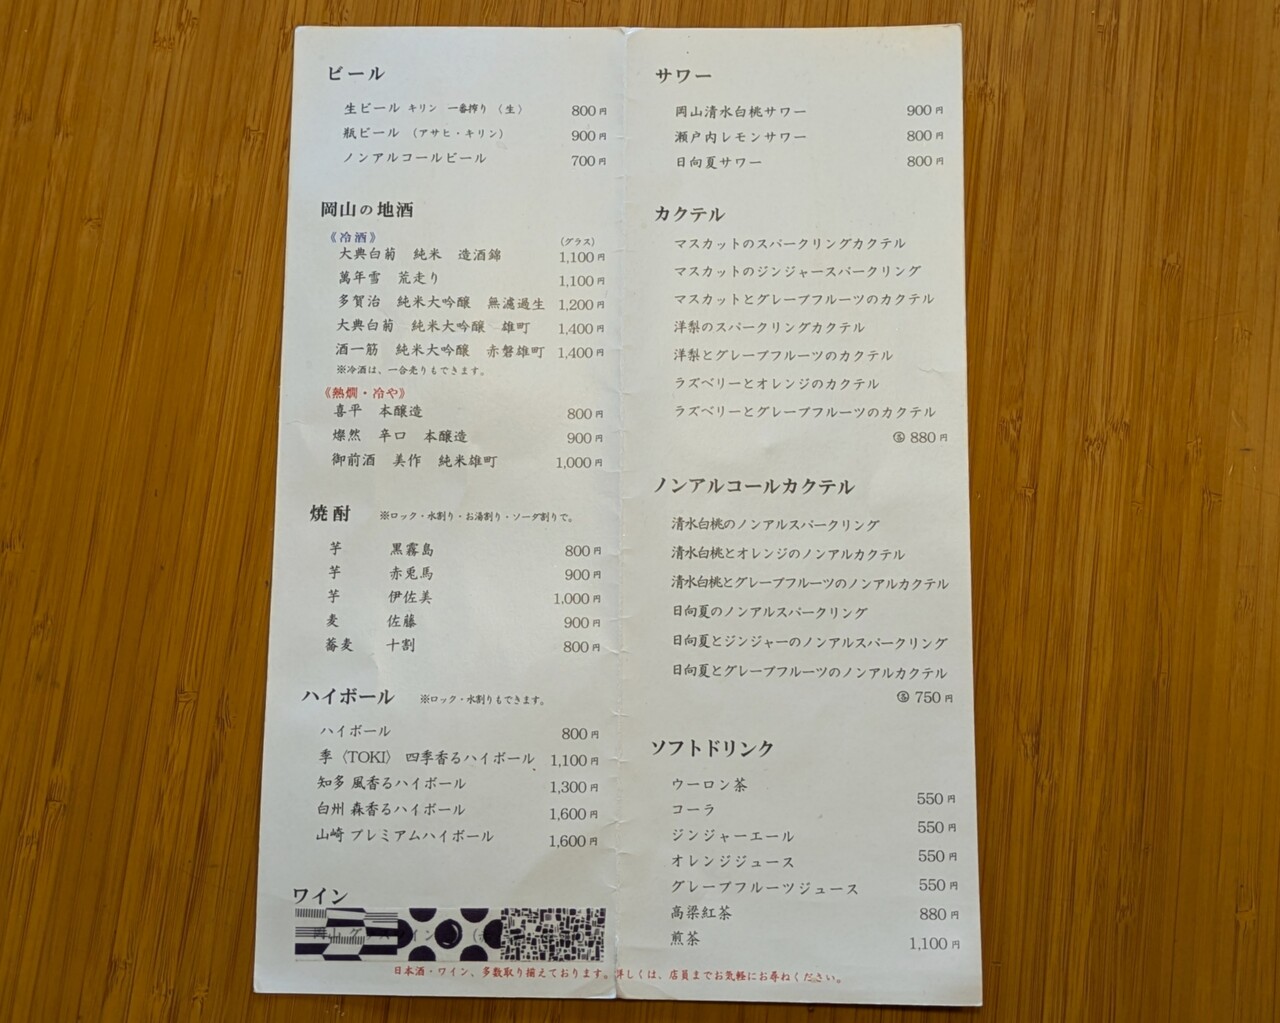 ビール
生ビール キリン 一番搾り 〈生〉 800円
瓶ビール （アサヒ・キリン） 900円
ノンアルコールビール 700円
岡山の地酒
《冷酒》 （グラス）
大典白菊 純米 造酒錦 1,100円
萬年雪 荒走り 1,100円
多賀治 純米大吟醸 無濾過生 1,200円
大典白菊 純米大吟醸 雄町 1,400円
酒一筋 純米大吟醸 赤磐雄町 1,400円
※冷酒は、一合売りもできます。
《熱燗・冷や》
喜平 本醸造 800円
燦然 辛口 本醸造 900円
御前酒 美作 純米雄町 1,000円
焼酎 ※ロック・水割り・お湯割り・ソーダ割りで。
芋 黒霧島 800円
芋 赤兎馬 900円
芋 伊佐美 1,000円
麦 佐藤 900円
蕎麦 十割 800円
ハイボール ※ロック・水割りもできます。
ハイボール 800円
季〈TOKI〉 四季香るハイボール 1,100円
知多 風香るハイボール 1,300円
白州 森香るハイボール 1,600円
山崎 プレミアムハイボール 1,600円
ワイン
サワー
岡山清水白桃サワー 900円
瀬戸内レモンサワー 800円
日向夏サワー 800円
カクテル
マスカットのスパークリングカクテル
マスカットのジンジャースパークリング
マスカットとグレープフルーツのカクテル
洋梨のスパークリングカクテル
洋梨とグレープフルーツのカクテル
ラズベリーとオレンジのカクテル
ラズベリーとグレープフルーツのカクテル
各 880円
ノンアルコールカクテル
清水白桃のノンアルスパークリング
清水白桃とオレンジのノンアルカクテル
清水白桃とグレープフルーツのノンアルカクテル
日向夏のノンアルスパークリング
日向夏とジンジャーのノンアルスパークリング
日向夏とグレープフルーツのノンアルカクテル
各 750円
ソフトドリンク
ウーロン茶
コーラ 550円
ジンジャーエール 550円
オレンジジュース 550円
グレープフルーツジュース 550円
高梁紅茶 880円
煎茶 1,100円
日本酒・ワイン、多数取り揃えております。詳しくは、店員までお気軽にお尋ねください。